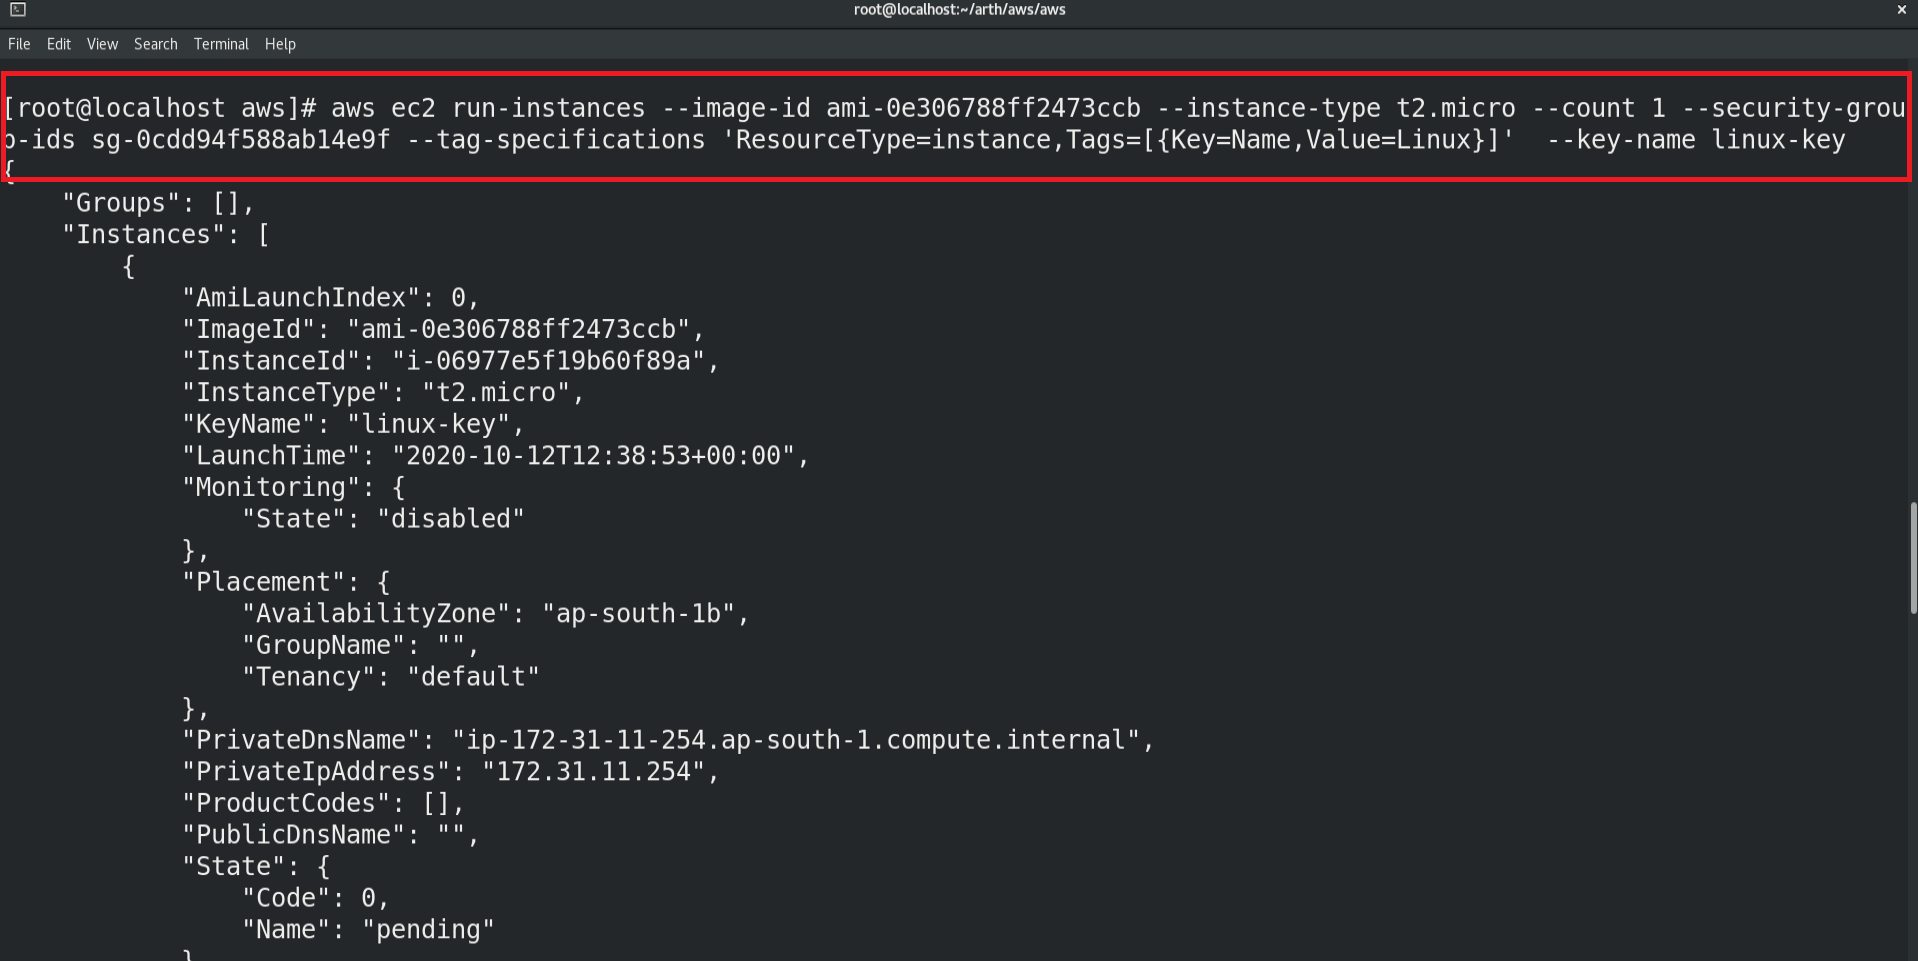 root@localhost:~/arth/aws/aws
File Edit View Search Terminal Help
[root@localhost aws]# aws ec2 run-instances --image-id ami-0e306788ff2473ccb --instance-type t2.micro --count 1 --security-grou
p-ids sg-0cdd94f588ab14e9f --tag-specifications 'ResourceType=instance,Tags=[{Key=Name,Value=Linux}]'  --key-name linux-key
{
    "Groups": [],
    "Instances": [
        {
            "AmiLaunchIndex": 0,
            "ImageId": "ami-0e306788ff2473ccb",
            "InstanceId": "i-06977e5f19b60f89a",
            "InstanceType": "t2.micro",
            "KeyName": "linux-key",
            "LaunchTime": "2020-10-12T12:38:53+00:00",
            "Monitoring": {
                "State": "disabled"
            },
            "Placement": {
                "AvailabilityZone": "ap-south-1b",
                "GroupName": "",
                "Tenancy": "default"
            },
            "PrivateDnsName": "ip-172-31-11-254.ap-south-1.compute.internal",
            "PrivateIpAddress": "172.31.11.254",
            "ProductCodes": [],
            "PublicDnsName": "",
            "State": {
                "Code": 0,
                "Name": "pending"
            }